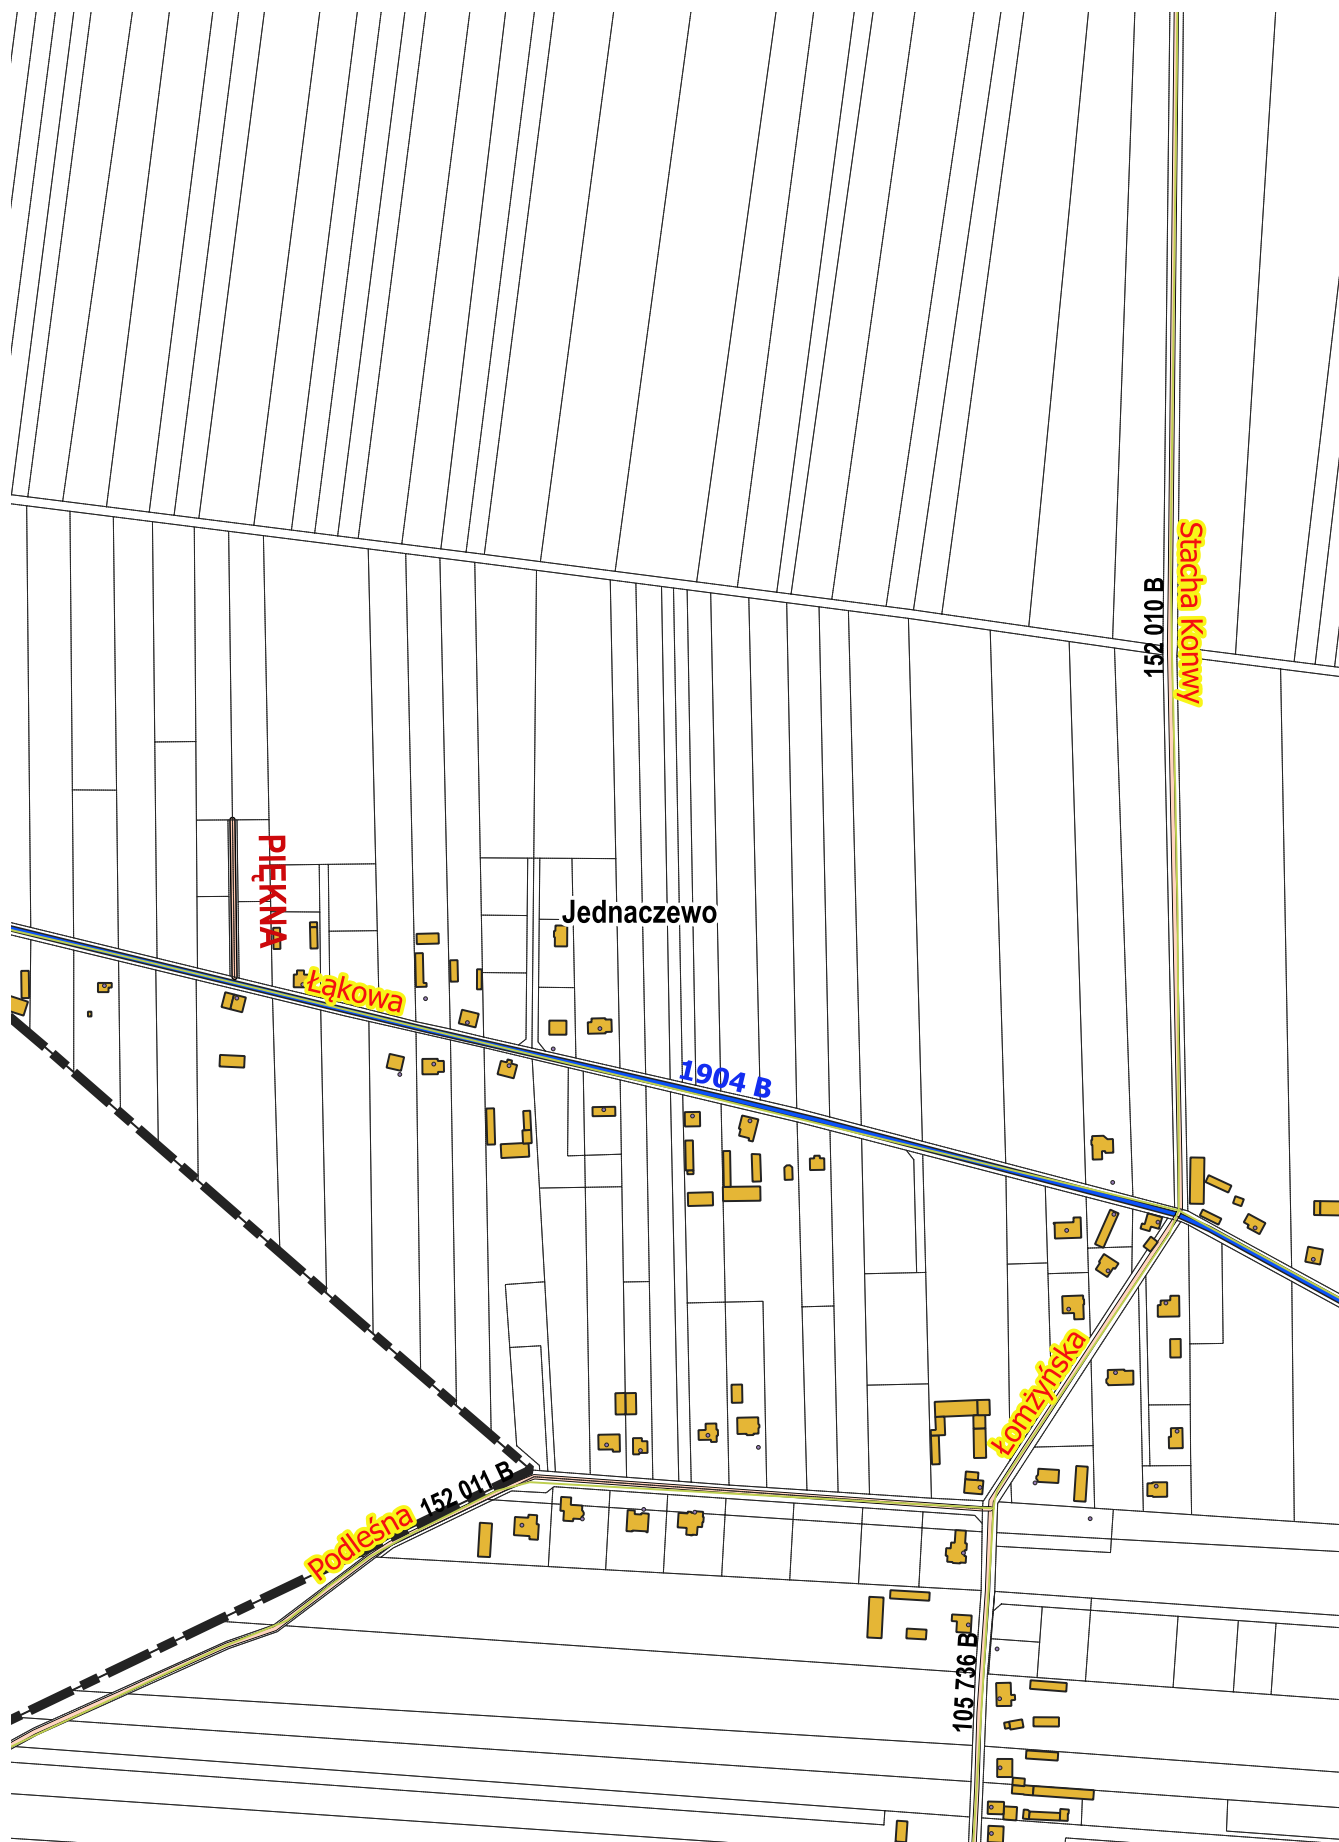 Stacha Konwy
152 010 B
PIĘKNA
Jednaczewo
Łąkowa
1904 B
Łomżyńska
152 011 B
Podleśna
105 736 B